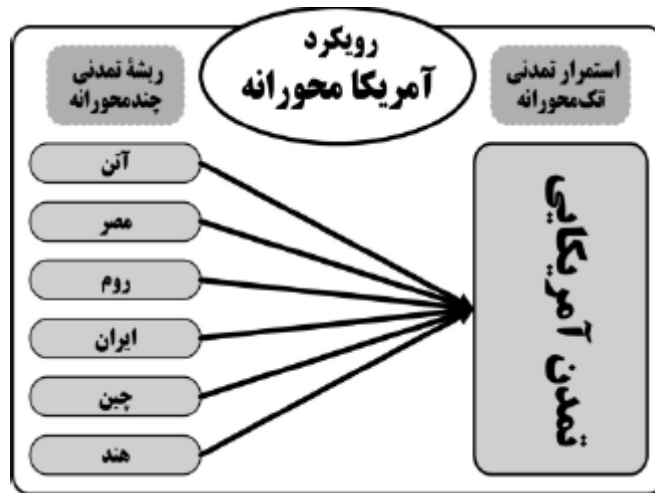 رویکرد
آمریکا محورانه
استمرار تمدنی
تک‌محورانه
ریشهٔ تمدنی
چندمحورانه
آتن
مصر
روم
ایران
چین
هند
تمدن آمریکایی